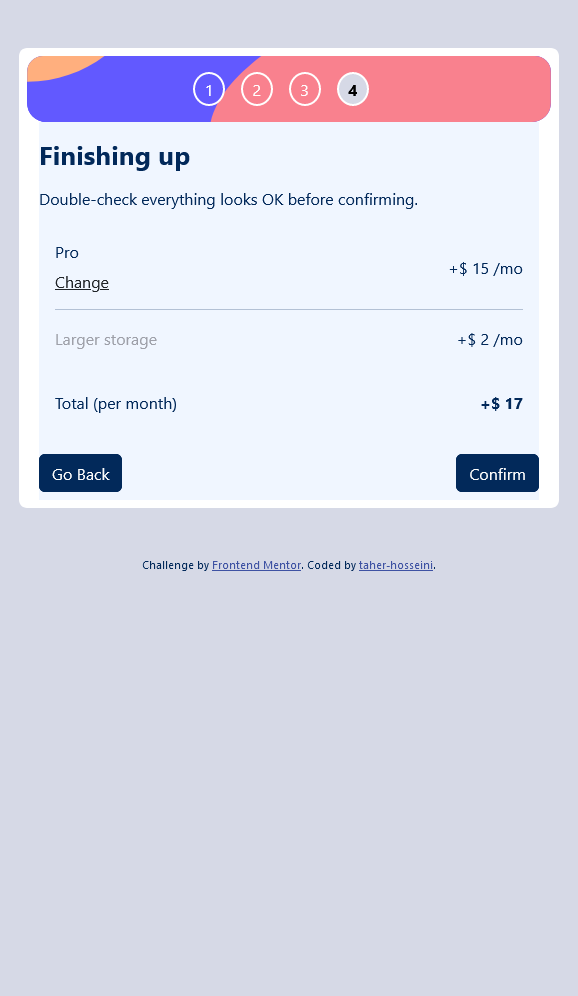 1 2 3 4
Finishing up
Double-check everything looks OK before confirming.
Pro
Change
+$ 15 /mo
Larger storage +$ 2 /mo
Total (per month) +$ 17
Go Back Confirm
Challenge by Frontend Mentor. Coded by taher-hosseini.